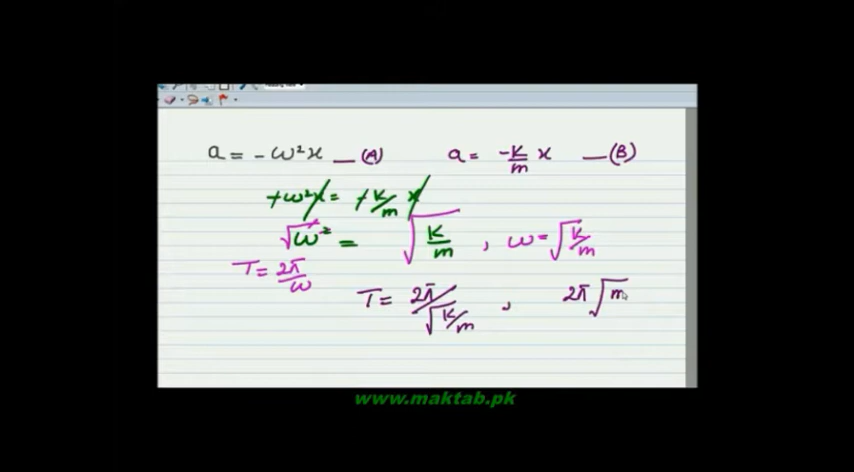 a = - ω²x — (A)    a = -K/m x — (B)
+ω²x = +K/m x
√ω² = √K/m , ω = √K/m
T = 2π/ω
T = 2π/√K/m , 2π√m
www.maktab.pk